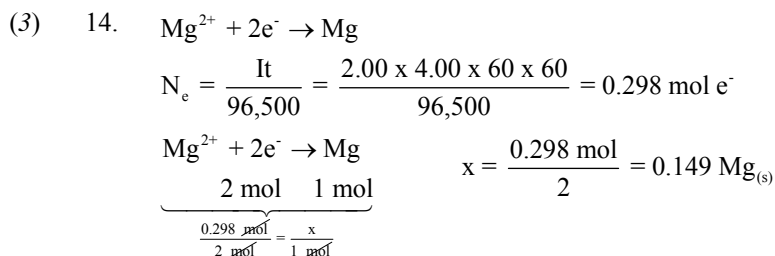 (3) 14. Mg²⁺ + 2e⁻ → Mg
Nₑ = It / 96,500 = 2.00 x 4.00 x 60 x 60 / 96,500 = 0.298 mol e⁻
Mg²⁺ + 2e⁻ → Mg
2 mol 1 mol
0.298 mol / 2 mol = x / 1 mol
x = 0.298 mol / 2 = 0.149 Mg₍s₎